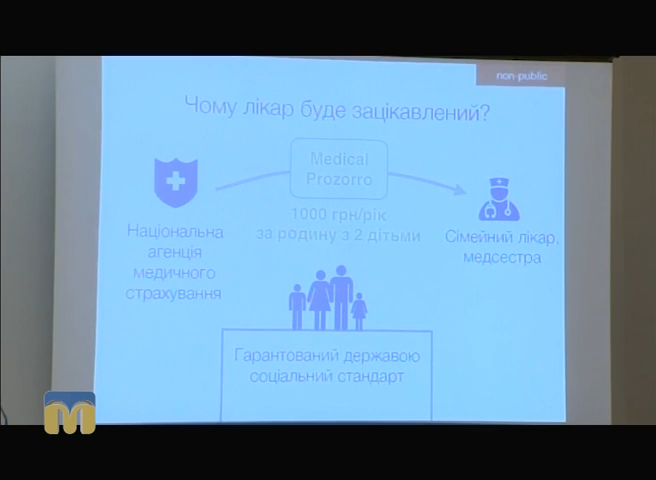 non-public
Чому лікар буде зацікавлений?
Medical
Prozorro
1000 грн/рік
за родину з 2 дітьми
Національна
агенція
медичного
страхування
Сімейний лікар,
медсестра
Гарантований державою
соціальний стандарт